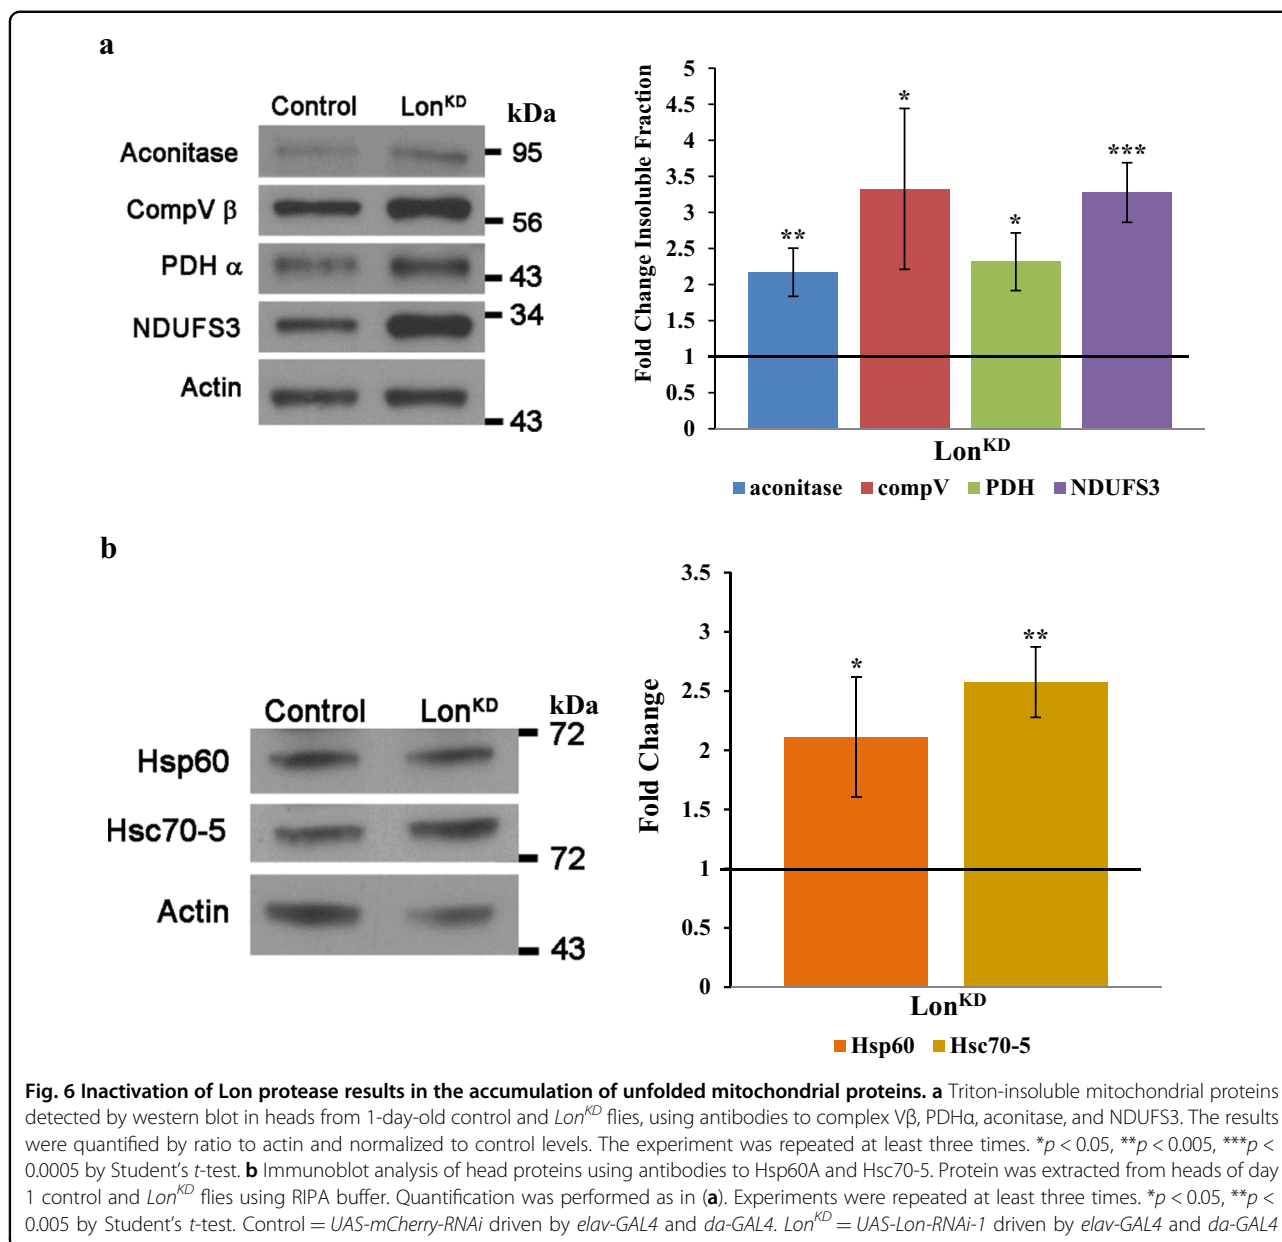 a
Control Lon^KD kDa
Aconitase 95
CompV β 56
PDH α 43
NDUFS3 34
Actin 43
Fold Change Insoluble Fraction
5
4.5
4
3.5
3
2.5
2
1.5
1
0.5
0
** * * ***
Lon^KD
aconitase compV PDH NDUFS3
b
Control Lon^KD kDa
Hsp60 72
Hsc70-5 72
Actin 43
Fold Change
3.5
3
2.5
2
1.5
1
0.5
0
* **
Lon^KD
Hsp60 Hsc70-5
Fig. 6 Inactivation of Lon protease results in the accumulation of unfolded mitochondrial proteins. a Triton-insoluble mitochondrial proteins
detected by western blot in heads from 1-day-old control and Lon^KD flies, using antibodies to complex Vβ, PDHα, aconitase, and NDUFS3. The results
were quantified by ratio to actin and normalized to control levels. The experiment was repeated at least three times. *p < 0.05, **p < 0.005, ***p <
0.0005 by Student's t-test. b Immunoblot analysis of head proteins using antibodies to Hsp60A and Hsc70-5. Protein was extracted from heads of day
1 control and Lon^KD flies using RIPA buffer. Quantification was performed as in (a). Experiments were repeated at least three times. *p < 0.05, **p <
0.005 by Student's t-test. Control = UAS-mCherry-RNAi driven by elav-GAL4 and da-GAL4. Lon^KD = UAS-Lon-RNAi-1 driven by elav-GAL4 and da-GAL4